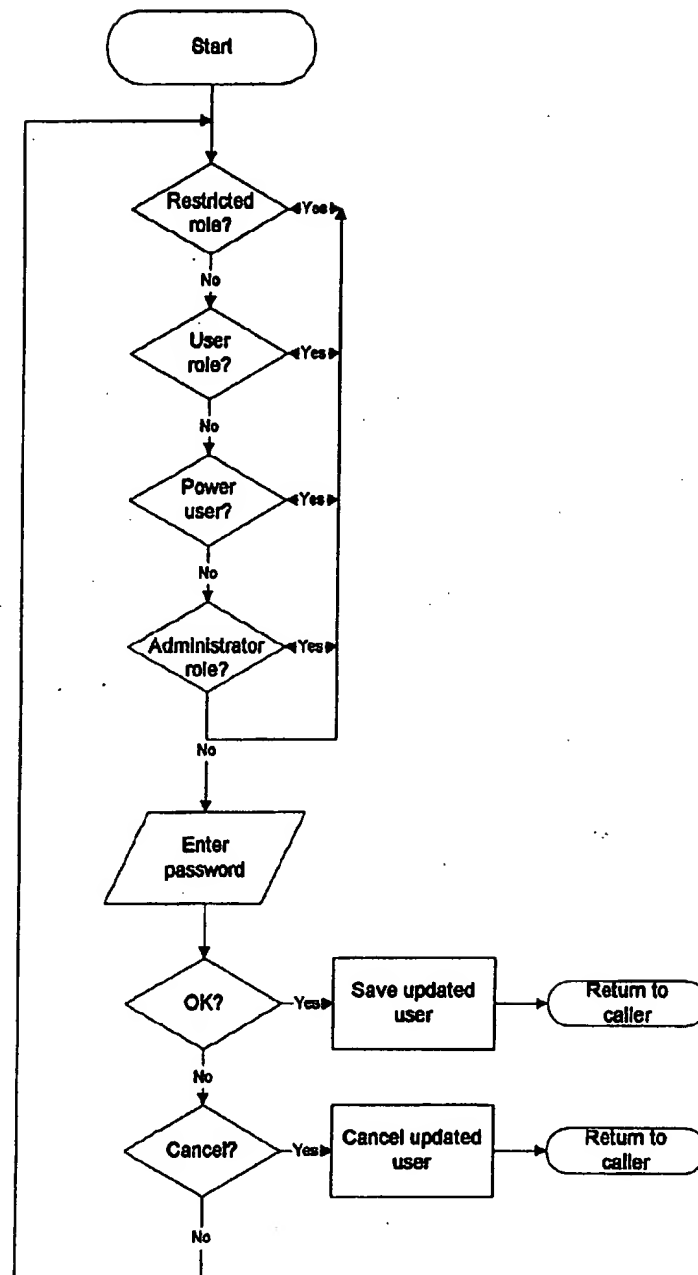 Start
Restricted
role?
Yes
No
User
role?
Yes
No
Power
user?
Yes
No
Administrator
role?
Yes
No
Enter
password
OK?
Yes
Save updated
user
Return to
caller
No
Cancel?
Yes
Cancel updated
user
Return to
caller
No